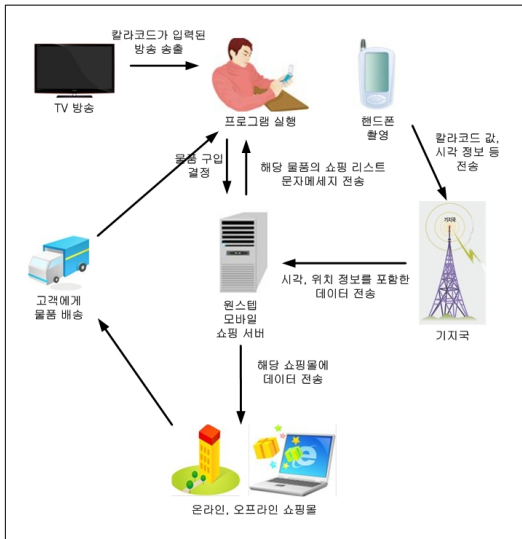 칼라코드가 입력된
방송 송출
TV 방송
프로그램 실행
핸드폰
촬영
칼라코드 값,
시각 정보 등
전송
물품 구입
결정
해당 물품의 쇼핑 리스트
문자메세지 전송
기지국
고객에게
물품 배송
원스텝
모바일
쇼핑 서버
시각, 위치 정보를 포함한
데이터 전송
기지국
해당 쇼핑몰에
데이터 전송
온라인, 오프라인 쇼핑몰